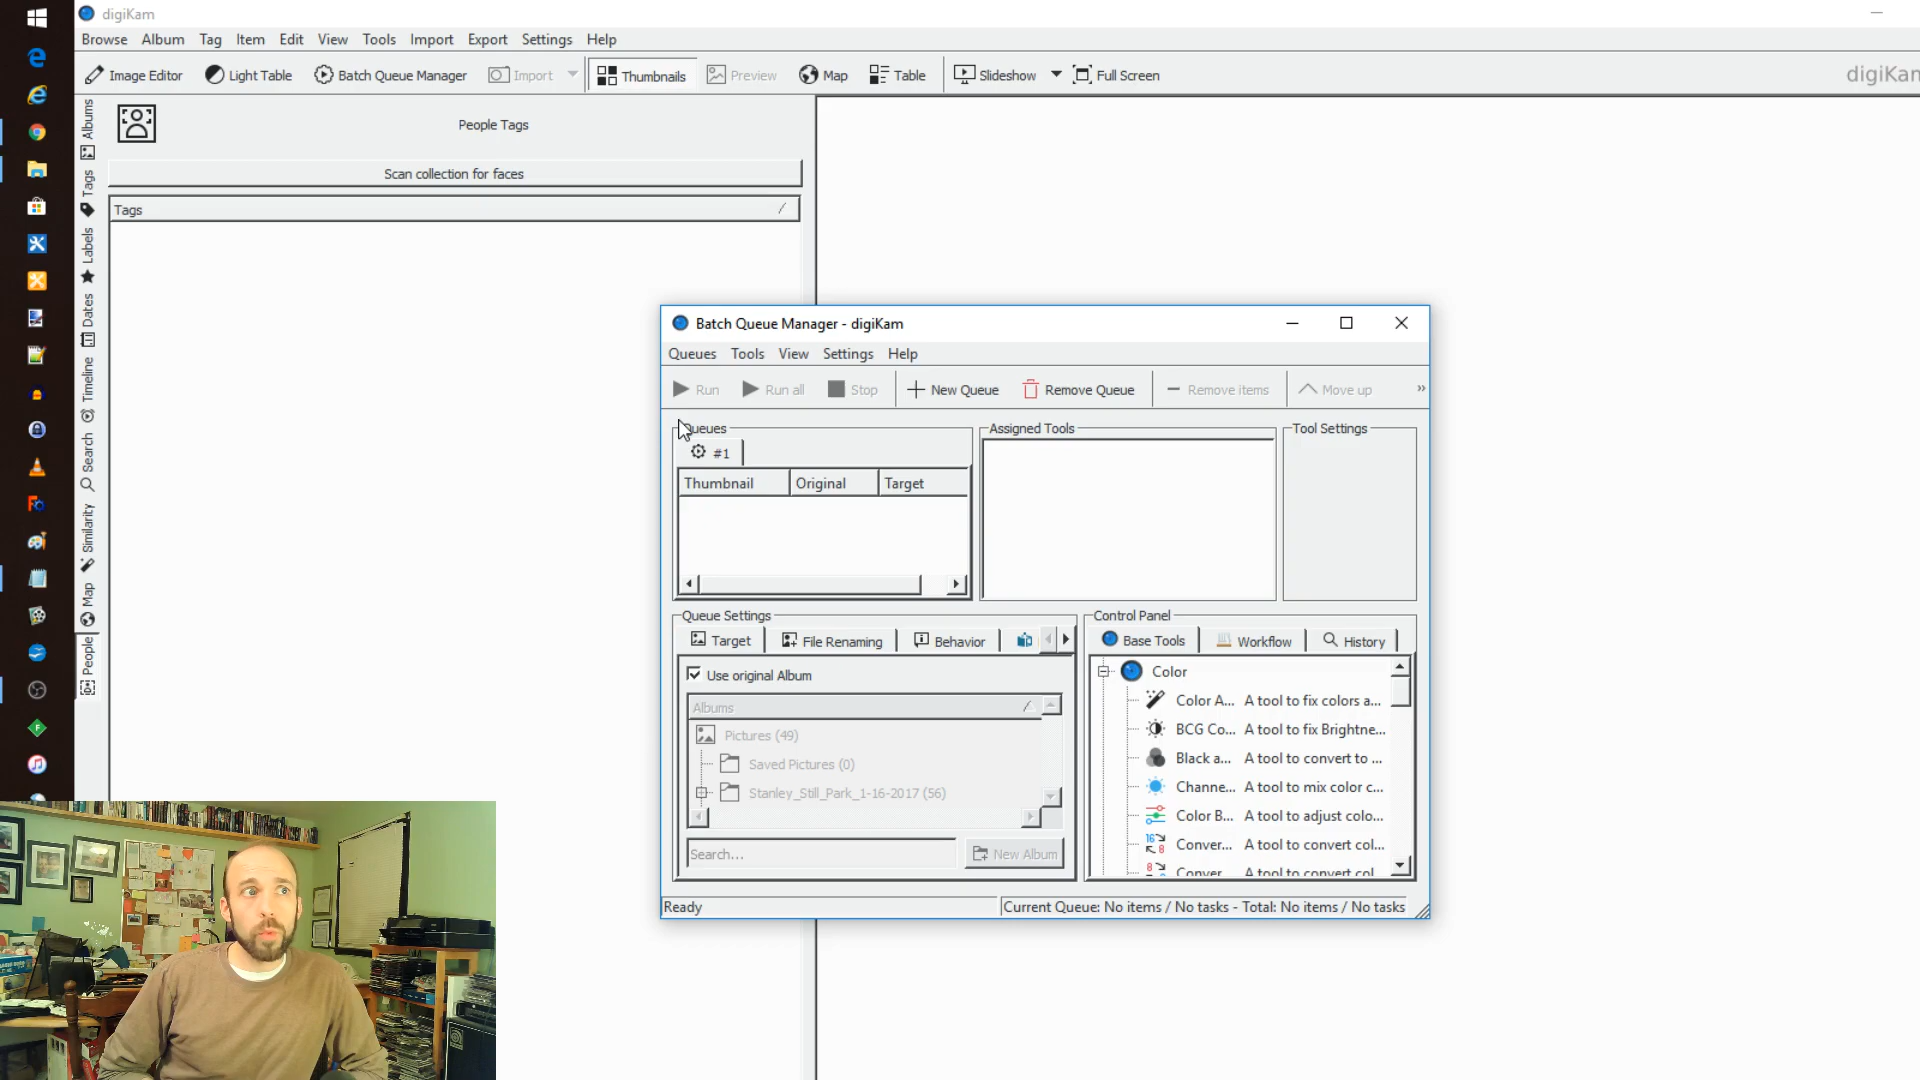 digiKam
Browse Album Tag Item Edit View Tools Import Export Settings Help
Image Editor Light Table Batch Queue Manager Import Thumbnails Preview Map Table Slideshow Full Screen digiKam
Albums
Tags
Labels
Dates
Timeline
Search
Similarity
Map
People
People Tags
Scan collection for faces
Tags
Batch Queue Manager - digiKam
Queues Tools View Settings Help
Run Run all Stop New Queue Remove Queue Remove items Move up »
Queues
#1
Thumbnail Original Target
Assigned Tools
Tool Settings
Queue Settings
Target File Renaming Behavior
Use original Album
Albums
Pictures (49)
Saved Pictures (0)
Stanley_Still_Park_1-16-2017 (56)
Search... New Album
Control Panel
Base Tools Workflow History
Color
Color A... A tool to fix colors a...
BCG Co... A tool to fix Brightne...
Black a... A tool to convert to ...
Channe... A tool to mix color c...
Color B... A tool to adjust colo...
Conver... A tool to convert col...
Conver A tool to convert col
Ready
Current Queue: No items / No tasks - Total: No items / No tasks